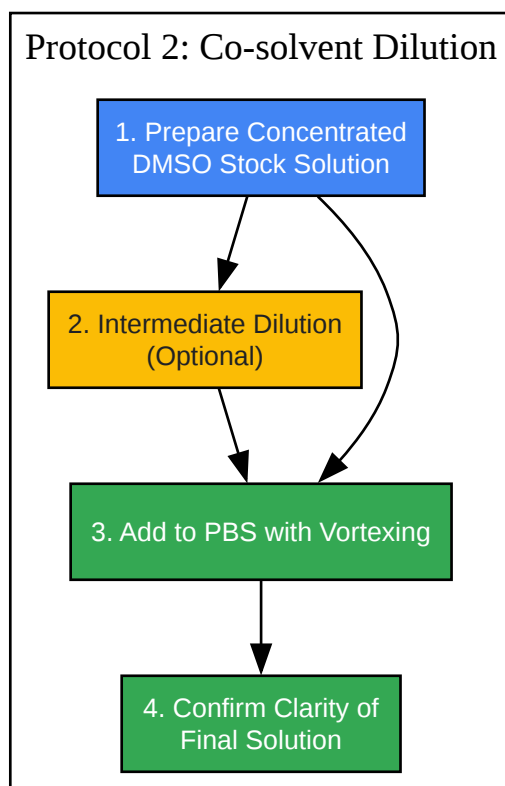 Protocol 2: Co-solvent Dilution
1. Prepare Concentrated
DMSO Stock Solution
2. Intermediate Dilution
(Optional)
3. Add to PBS with Vortexing
4. Confirm Clarity of
Final Solution